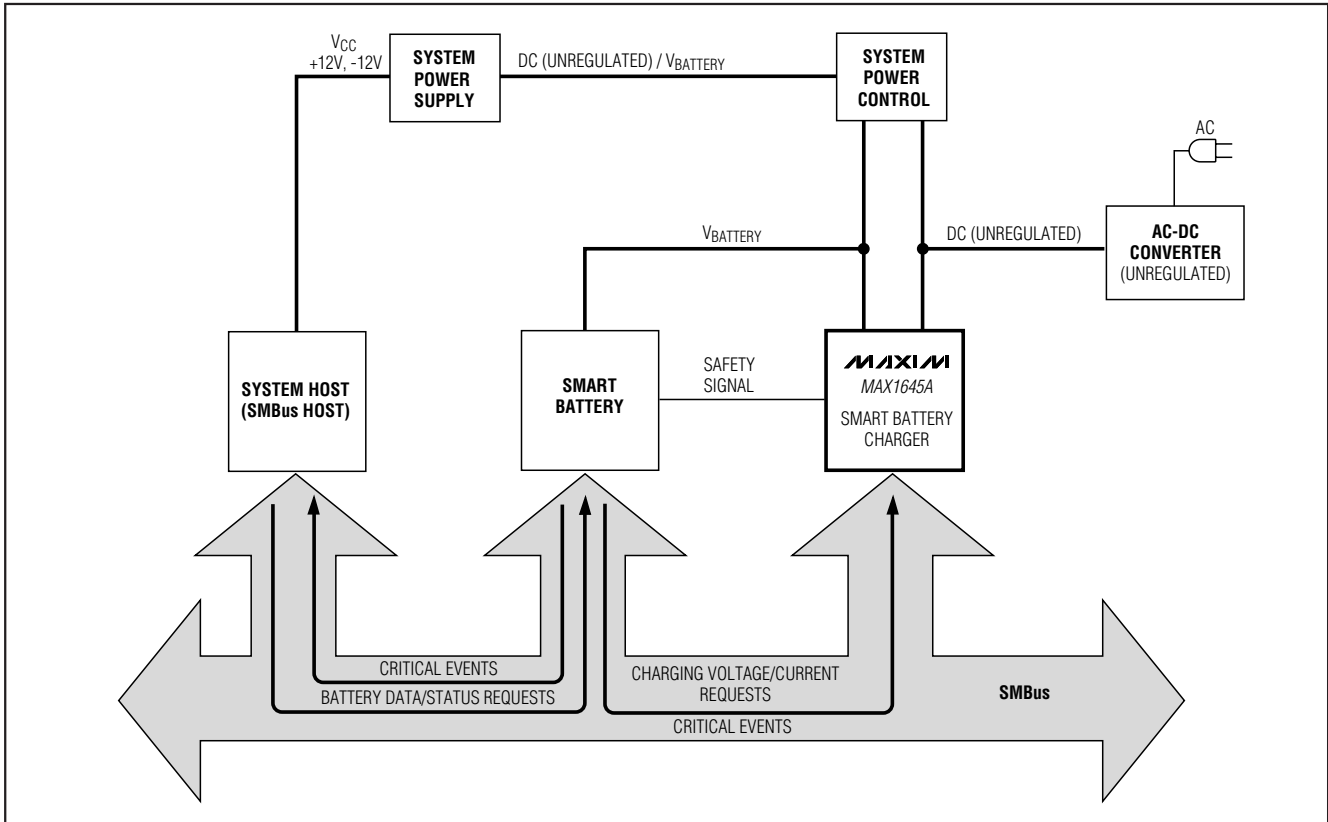 VCC
+12V, -12V
SYSTEM
POWER
SUPPLY
DC (UNREGULATED) / VBATTERY
SYSTEM
POWER
CONTROL
AC
VBATTERY
DC (UNREGULATED)
AC-DC
CONVERTER
(UNREGULATED)
SYSTEM HOST
(SMBus HOST)
SMART
BATTERY
SAFETY
SIGNAL
MAXIM
MAX1645A
SMART BATTERY
CHARGER
CRITICAL EVENTS
BATTERY DATA/STATUS REQUESTS
CHARGING VOLTAGE/CURRENT
REQUESTS
CRITICAL EVENTS
SMBus